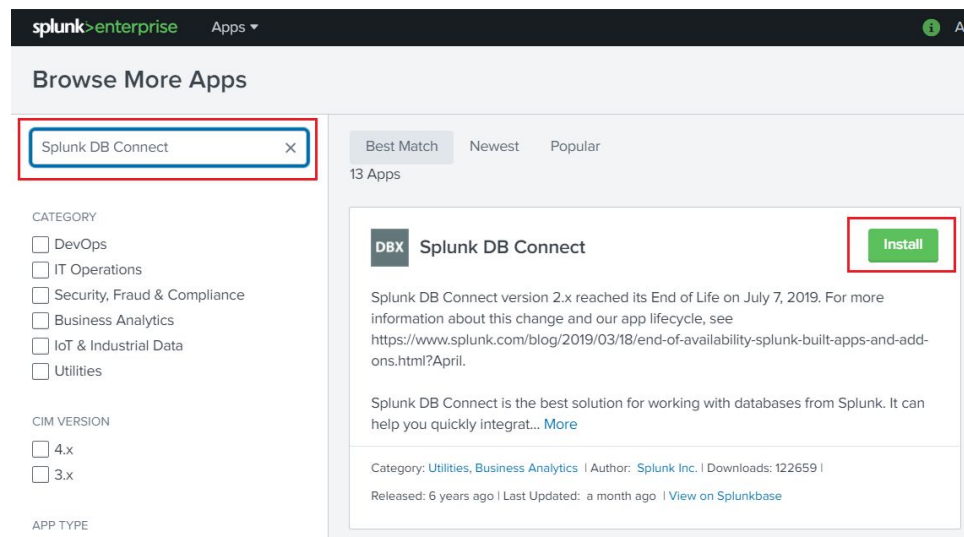 splunk>enterprise Apps
i A
Browse More Apps
Splunk DB Connect
Best Match Newest Popular
13 Apps
CATEGORY
DevOps
IT Operations
Security, Fraud & Compliance
Business Analytics
IoT & Industrial Data
Utilities
CIM VERSION
4.x
3.x
APP TYPE
DBX Splunk DB Connect
Install
Splunk DB Connect version 2.x reached its End of Life on July 7, 2019. For more
information about this change and our app lifecycle, see
https://www.splunk.com/blog/2019/03/18/end-of-availability-splunk-built-apps-and-add-
ons.html?April.
Splunk DB Connect is the best solution for working with databases from Splunk. It can
help you quickly integrat... More
Category: Utilities, Business Analytics | Author: Splunk Inc. | Downloads: 122659 |
Released: 6 years ago | Last Updated: a month ago | View on Splunkbase